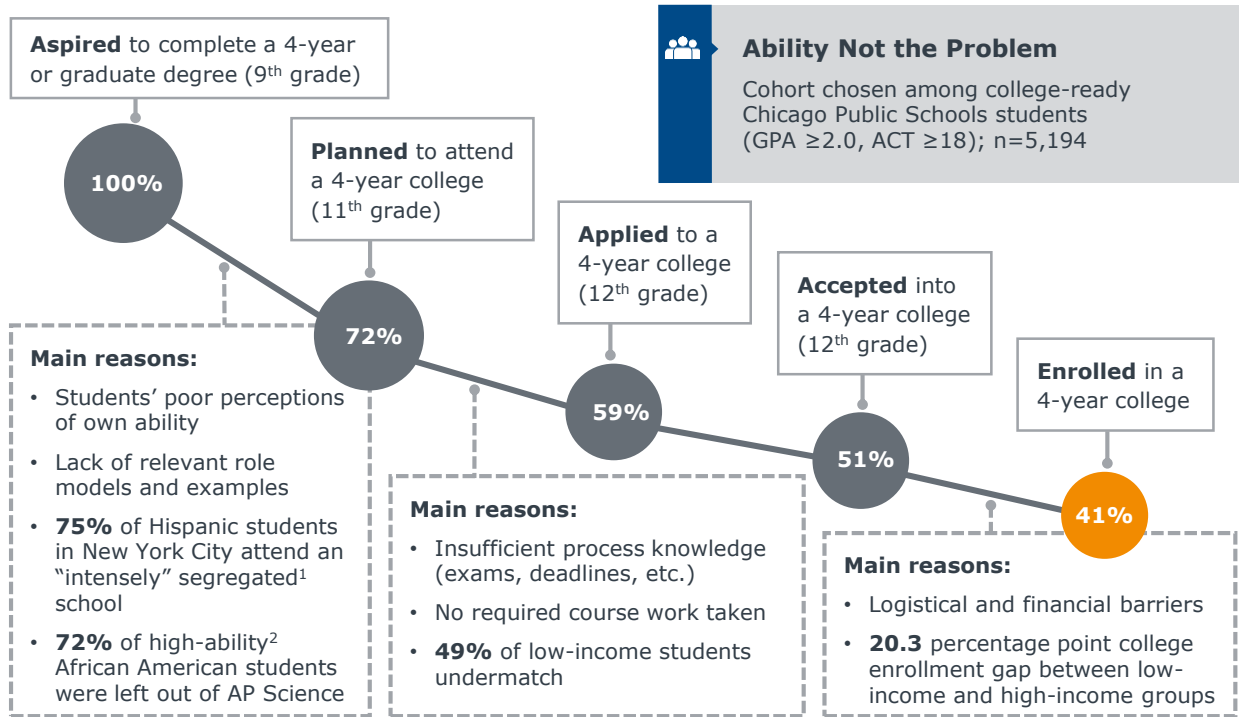 Aspired to complete a 4-year
or graduate degree (9th grade)
100%
Ability Not the Problem
Cohort chosen among college-ready
Chicago Public Schools students
(GPA ≥2.0, ACT ≥18); n=5,194
Planned to attend
a 4-year college
(11th grade)
72%
Applied to a
4-year college
(12th grade)
59%
Accepted into
a 4-year college
(12th grade)
51%
Enrolled in a
4-year college
41%
Main reasons:
• Students’ poor perceptions
of own ability
• Lack of relevant role
models and examples
• 75% of Hispanic students
in New York City attend an
“intensely” segregated1
school
• 72% of high-ability2
African American students
were left out of AP Science
Main reasons:
• Insufficient process knowledge
(exams, deadlines, etc.)
• No required course work taken
• 49% of low-income students
undermatch
Main reasons:
• Logistical and financial barriers
• 20.3 percentage point college
enrollment gap between low-
income and high-income groups